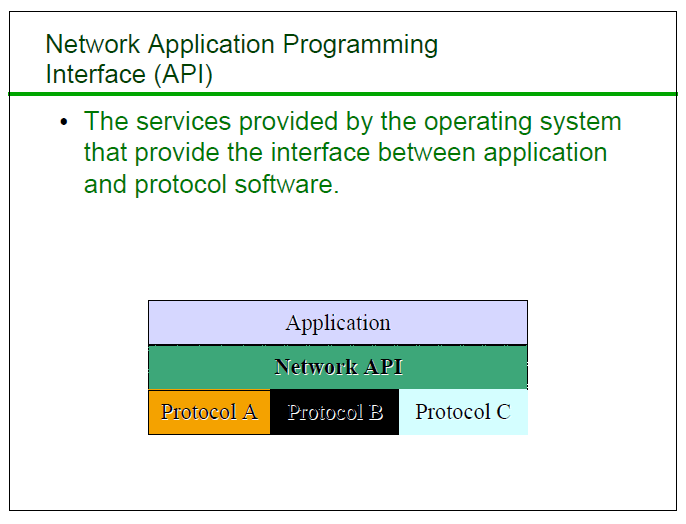 Network Application Programming
Interface (API)
• The services provided by the operating system
that provide the interface between application
and protocol software.
Application
Network API
Protocol A Protocol B Protocol C